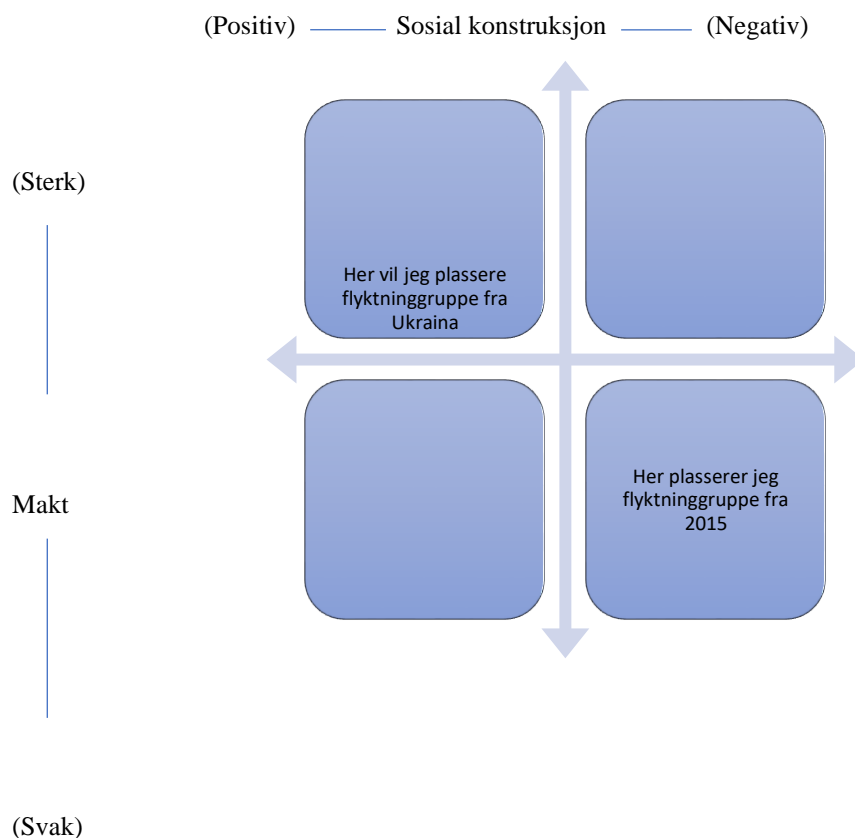 (Positiv) Sosial konstruksjon (Negativ)
(Sterk)
Her vil jeg plassere
flyktninggruppe fra
Ukraina
Makt
Her plasserer jeg
flyktninggruppe fra
2015
(Svak)